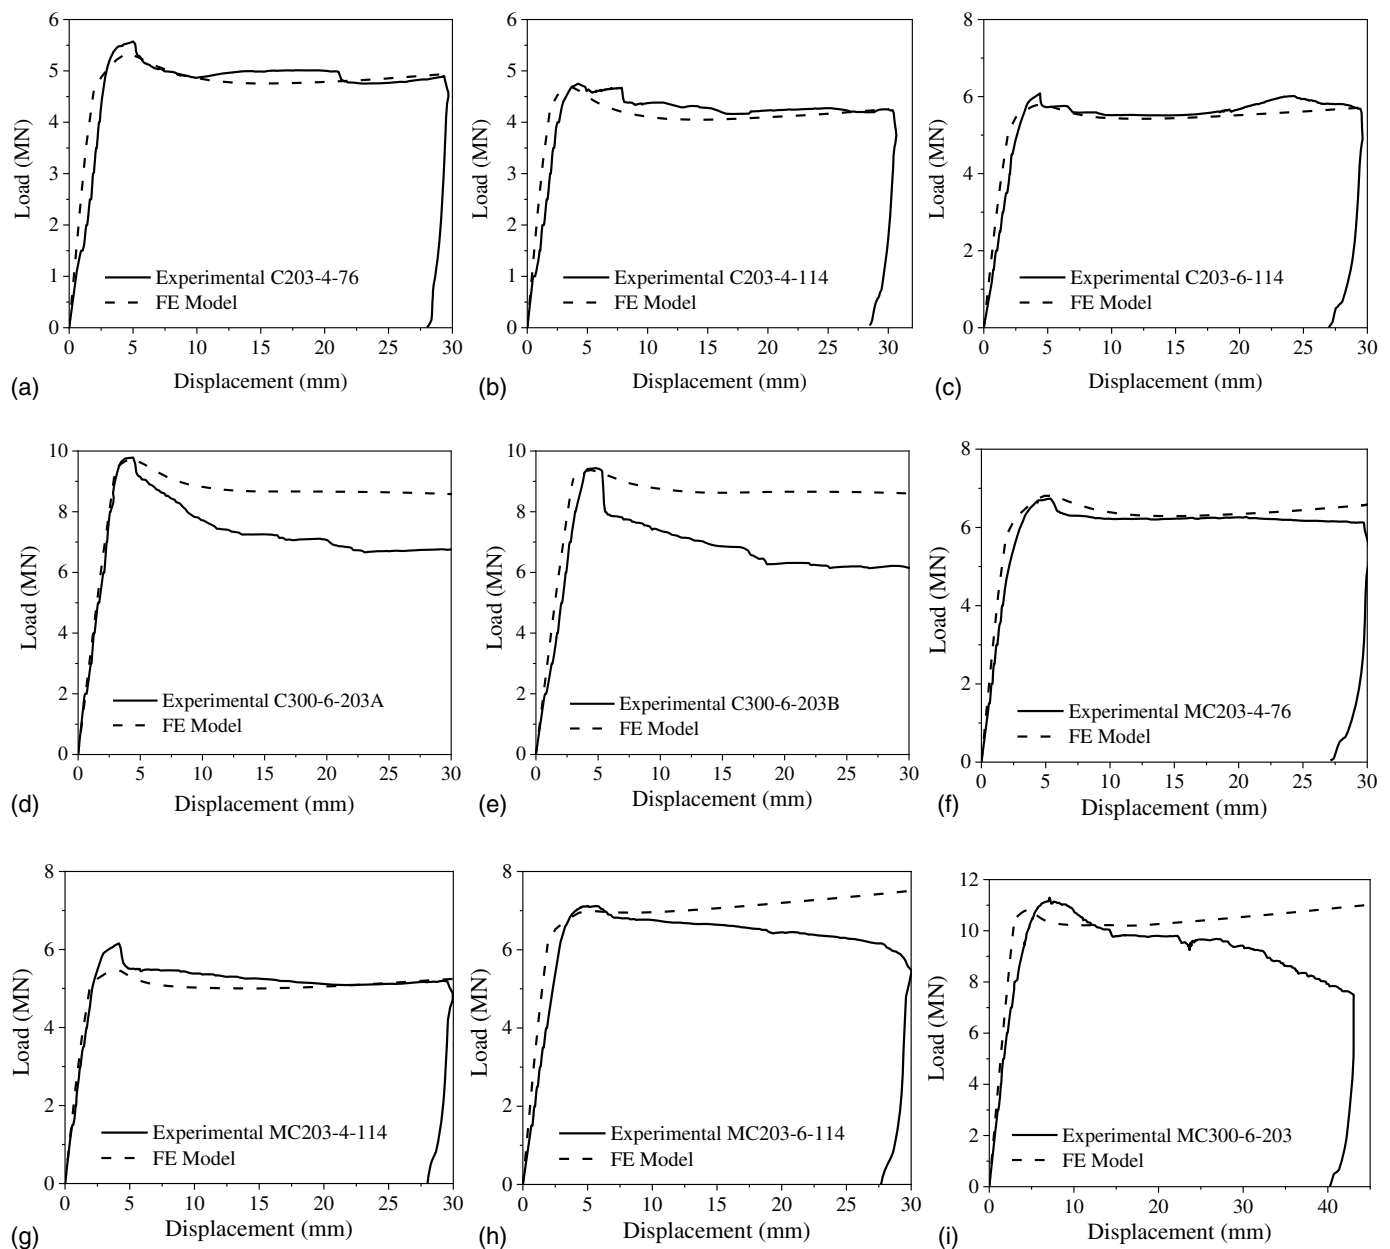 6
5
4
3
2
1
0
Load (MN)
Experimental C203-4-76
FE Model
0 5 10 15 20 25 30
Displacement (mm)
(a)
6
5
4
3
2
1
0
Load (MN)
Experimental C203-4-114
FE Model
0 5 10 15 20 25 30
Displacement (mm)
(b)
8
6
4
2
0
Load (MN)
Experimental C203-6-114
FE Model
0 5 10 15 20 25 30
Displacement (mm)
(c)
10
8
6
4
2
0
Load (MN)
Experimental C300-6-203A
FE Model
0 5 10 15 20 25 30
Displacement (mm)
(d)
10
8
6
4
2
0
Load (MN)
Experimental C300-6-203B
FE Model
0 5 10 15 20 25 30
Displacement (mm)
(e)
8
6
4
2
0
Load (MN)
Experimental MC203-4-76
FE Model
0 5 10 15 20 25 30
Displacement (mm)
(f)
8
6
4
2
0
Load (MN)
Experimental MC203-4-114
FE Model
0 5 10 15 20 25 30
Displacement (mm)
(g)
8
6
4
2
0
Load (MN)
Experimental MC203-6-114
FE Model
0 5 10 15 20 25 30
Displacement (mm)
(h)
12
10
8
6
4
2
0
Load (MN)
Experimental MC300-6-203
FE Model
0 10 20 30 40
Displacement (mm)
(i)